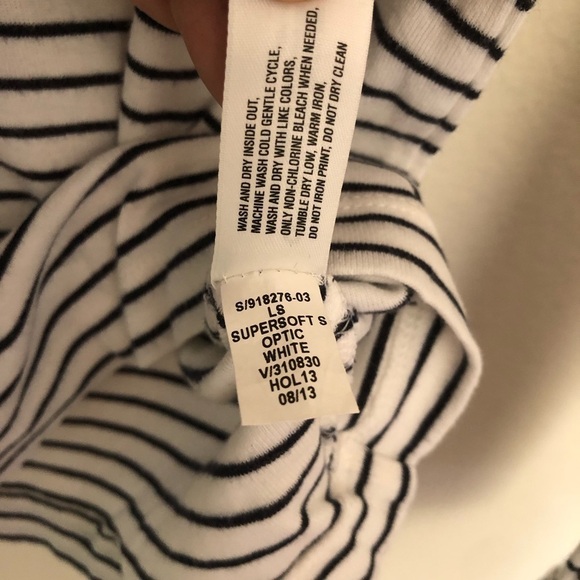 WASH AND DRY INSIDE OUT,
MACHINE WASH COLD GENTLE CYCLE,
WASH AND DRY WITH LIKE COLORS,
ONLY NON-CHLORINE BLEACH WHEN NEEDED,
TUMBLE DRY LOW, WARM IRON,
DO NOT IRON PRINT, DO NOT DRY CLEAN
S/918276-03
LS
SUPERSOFT S
OPTIC
WHITE
V/310830
HOL13
08/13